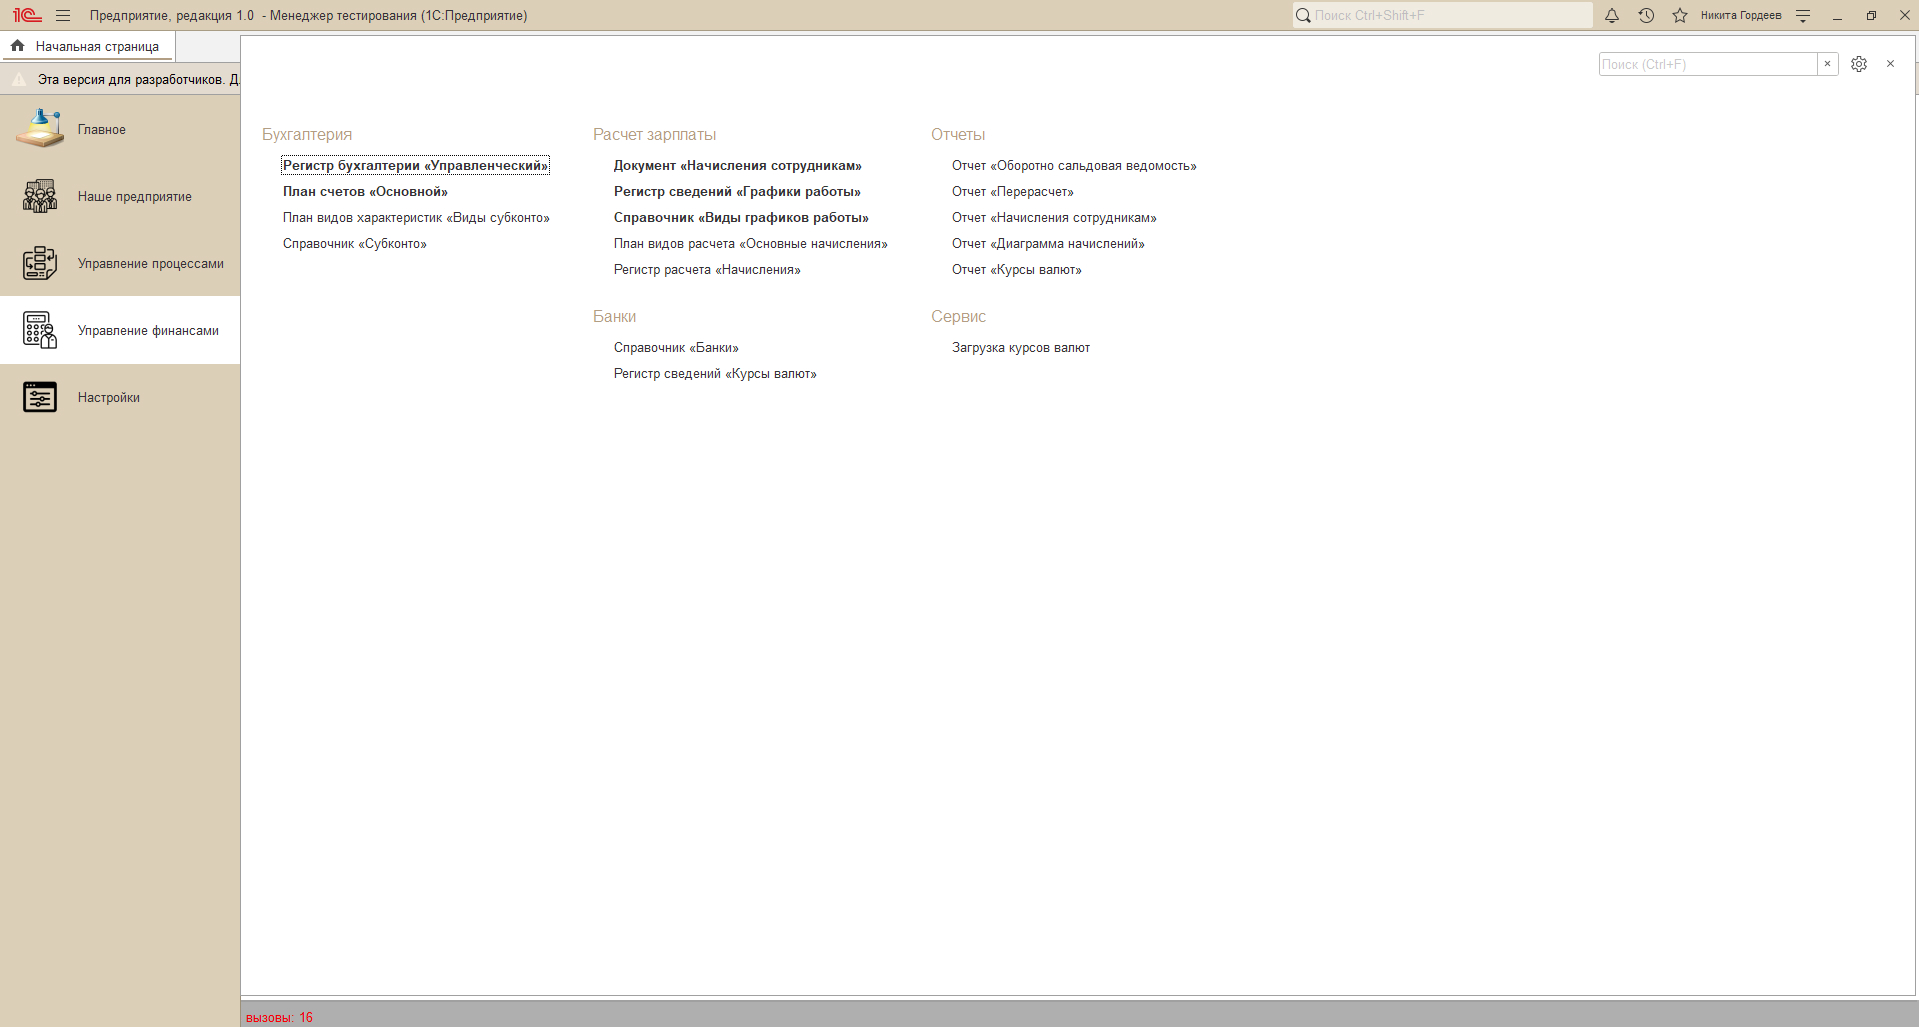 1С Предприятие, редакция 1.0 - Менеджер тестирования (1С:Предприятие)
Поиск Ctrl+Shift+F
Никита Гордеев
Начальная страница
Эта версия для разработчиков. Д
Поиск (Ctrl+F)
Главное
Наше предприятие
Управление процессами
Управление финансами
Настройки
Бухгалтерия
Регистр бухгалтерии «Управленческий»
План счетов «Основной»
План видов характеристик «Виды субконто»
Справочник «Субконто»
Расчет зарплаты
Документ «Начисления сотрудникам»
Регистр сведений «Графики работы»
Справочник «Виды графиков работы»
План видов расчета «Основные начисления»
Регистр расчета «Начисления»
Банки
Справочник «Банки»
Регистр сведений «Курсы валют»
Отчеты
Отчет «Оборотно сальдовая ведомость»
Отчет «Перерасчет»
Отчет «Начисления сотрудникам»
Отчет «Диаграмма начислений»
Отчет «Курсы валют»
Сервис
Загрузка курсов валют
вызовы: 16